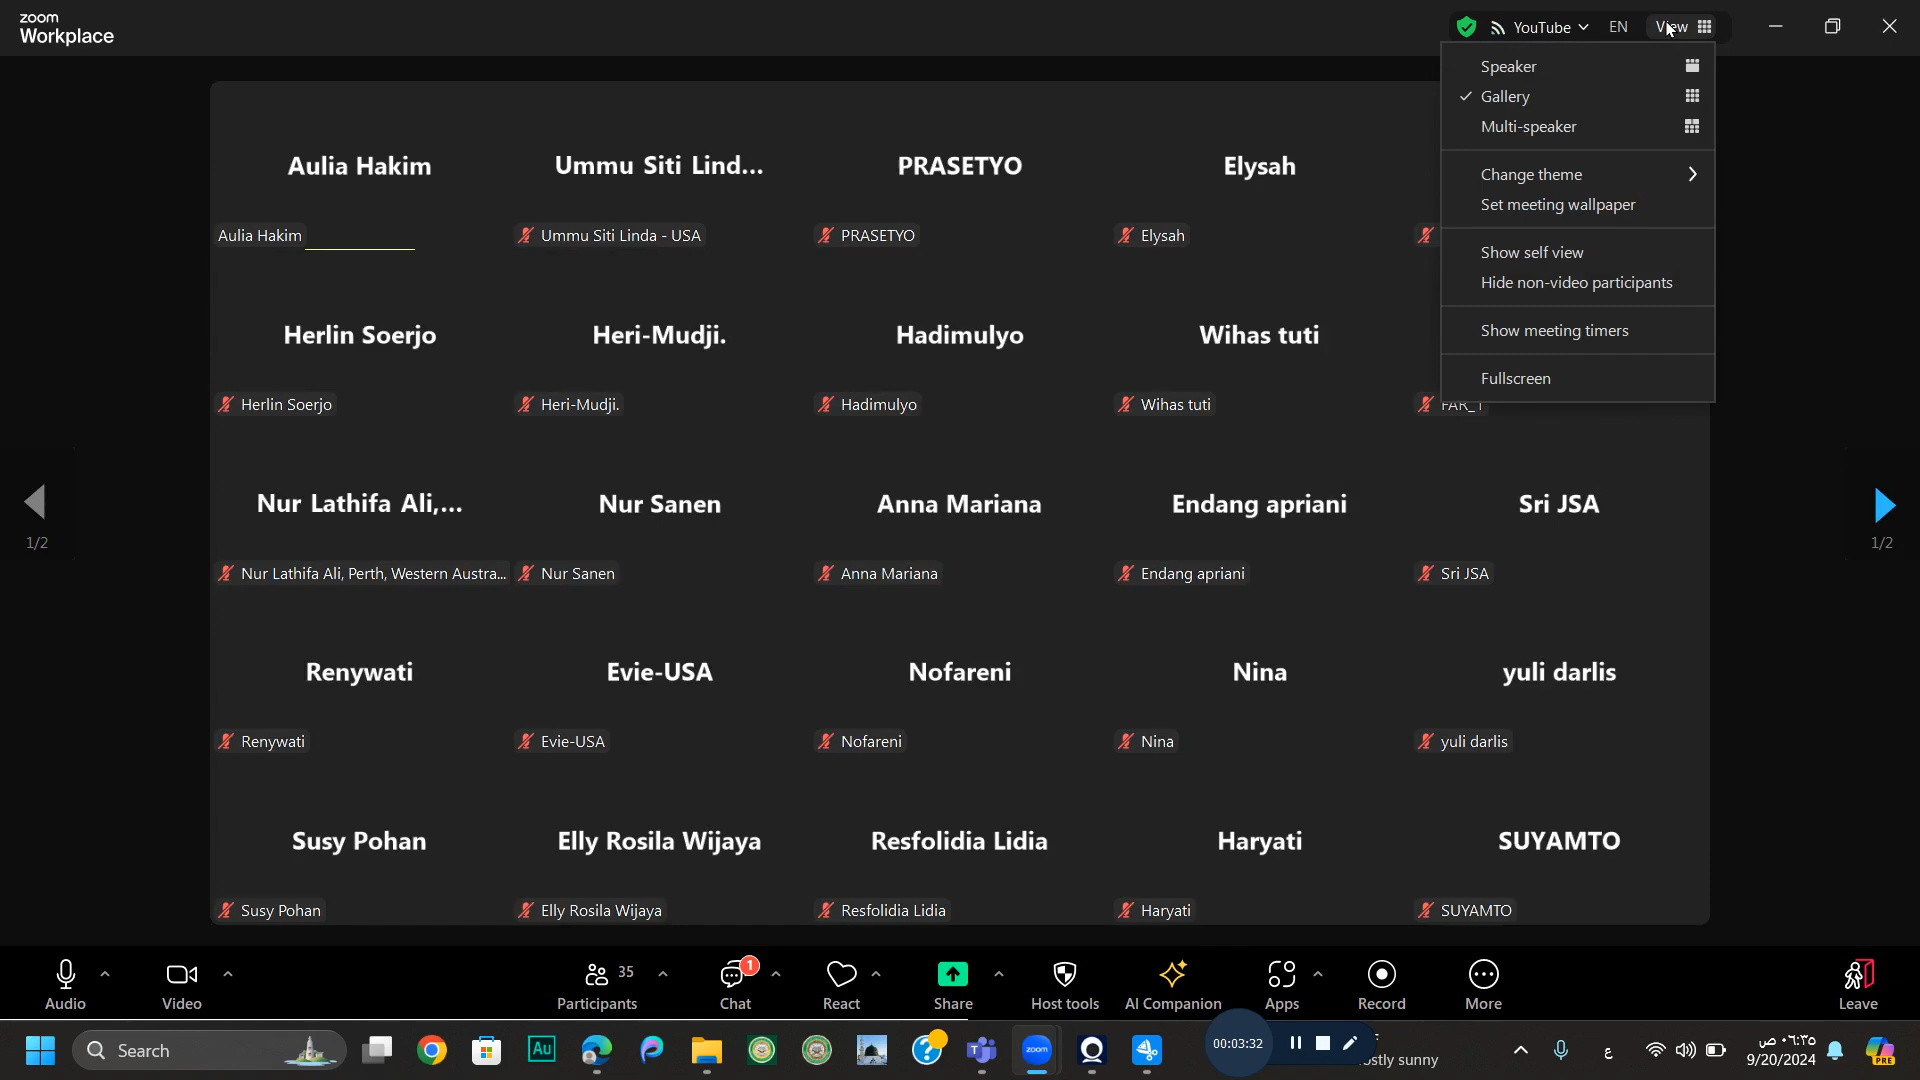 zoom
Workplace
YouTube
EN
View
Speaker
Gallery
Multi-speaker
Change theme
Set meeting wallpaper
Show self view
Hide non-video participants
Show meeting timers
Fullscreen
Aulia Hakim
Ummu Siti Lind...
PRASETYO
Elysah
Aulia Hakim
Ummu Siti Linda - USA
PRASETYO
Elysah
Herlin Soerjo
Heri-Mudji.
Hadimulyo
Wihas tuti
Herlin Soerjo
Heri-Mudji.
Hadimulyo
Wihas tuti
1/2
Nur Lathifa Ali,...
Nur Sanen
Anna Mariana
Endang apriani
Sri JSA
1/2
Nur Lathifa Ali, Perth, Western Austra...
Nur Sanen
Anna Mariana
Endang apriani
Sri JSA
Renywati
Evie-USA
Nofareni
Nina
yuli darlis
Renywati
Evie-USA
Nofareni
Nina
yuli darlis
Susy Pohan
Elly Rosila Wijaya
Resfolidia Lidia
Haryati
SUYAMTO
Susy Pohan
Elly Rosila Wijaya
Resfolidia Lidia
Haryati
SUYAMTO
Audio
Video
Participants
35
Chat
1
React
Share
Host tools
AI Companion
Apps
Record
More
Leave
Search
Au
zoom
00:03:32
ostly sunny
ع
٠٦:٣٥ ص
9/20/2024
PRE